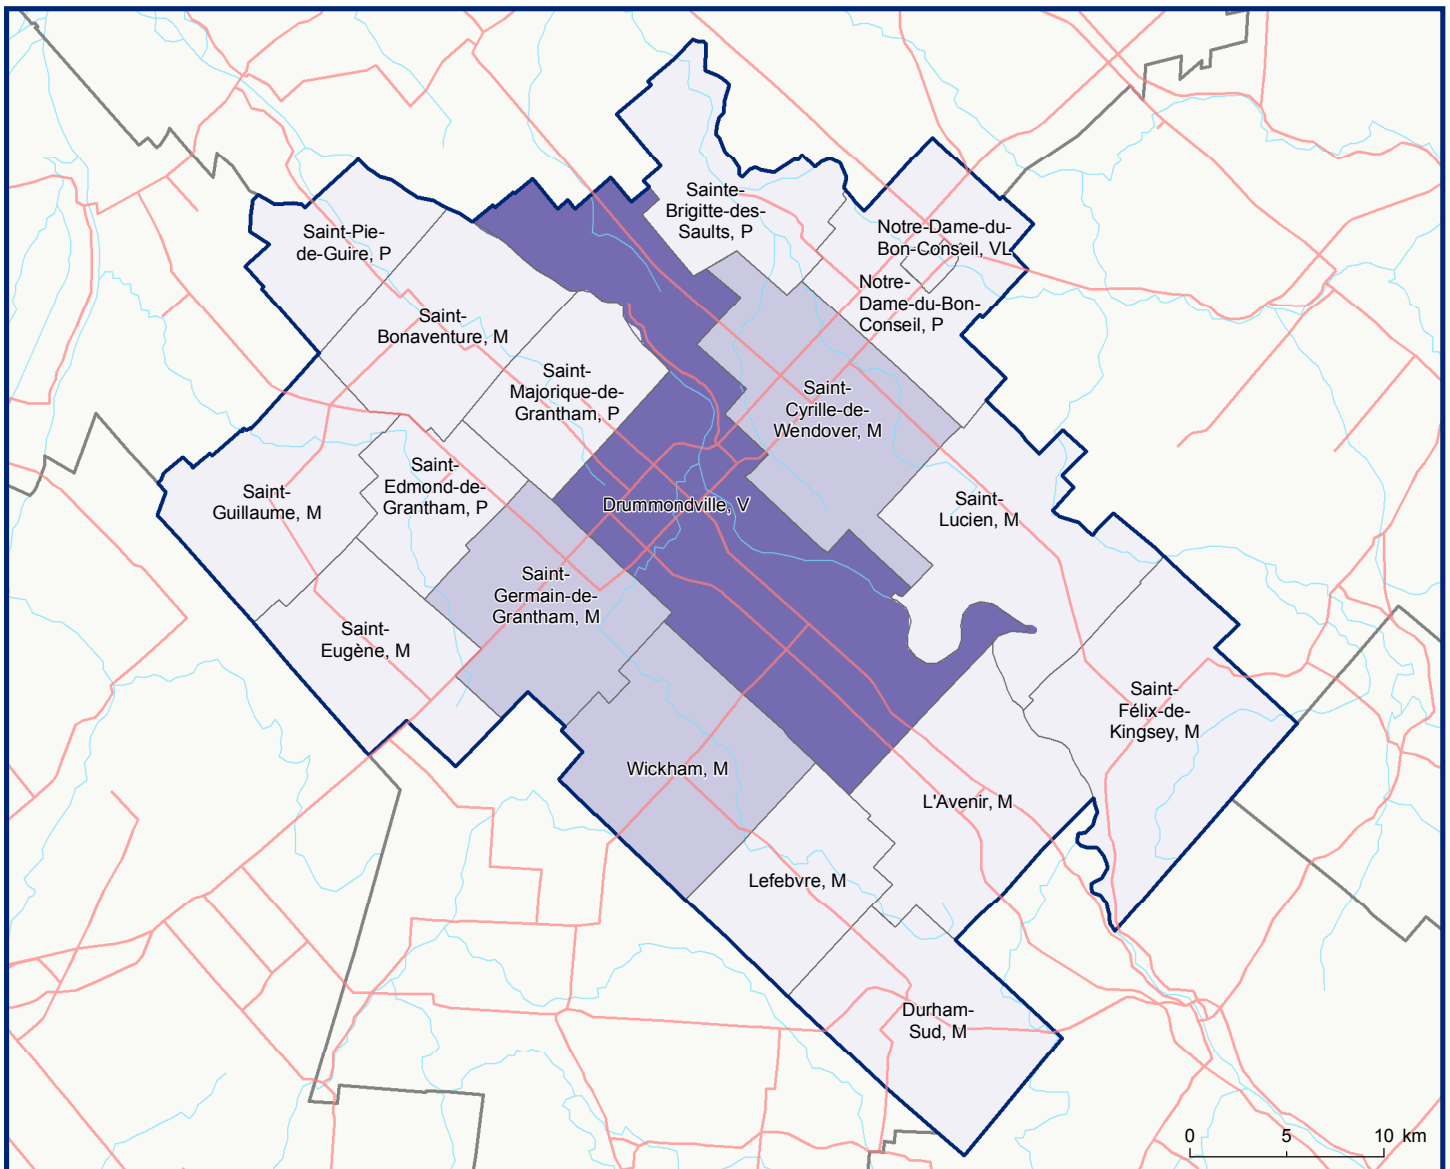 Sainte-
Brigitte-des-
Saults, P
Saint-Pie-
de-Guire, P
Notre-Dame-du-
Bon-Conseil, VL
Notre-
Dame-du-Bon-
Conseil, P
Saint-
Bonaventure, M
Saint-
Majorique-de-
Grantham, P
Saint-
Cyrille-de-
Wendover, M
Saint-
Edmond-de-
Grantham, P
Saint-
Guillaume, M
Drummondville, V
Saint-
Lucien, M
Saint-
Germain-de-
Grantham, M
Saint-
Eugène, M
Saint-
Félix-de-
Kingsey, M
Wickham, M
L'Avenir, M
Lefebvre, M
Durham-
Sud, M
0 5 10 km